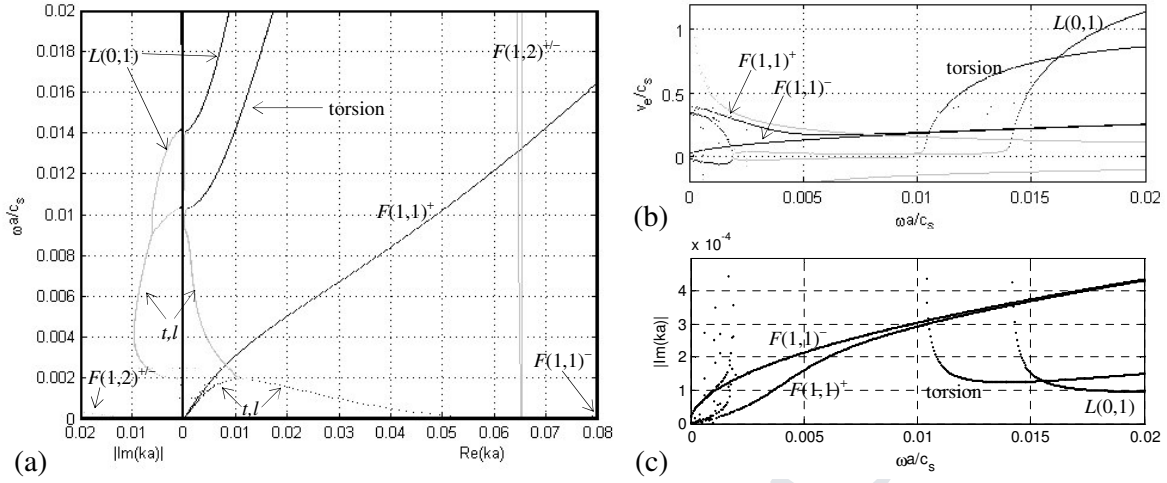 0.02
0.018
0.016
0.014
0.012
0.01
0.008
0.006
0.004
0.002
0
ωa/c_s
L(0,1)
F(1,2)^+/-
torsion
F(1,1)^+
t,l
F(1,2)^+/-
t,l
F(1,1)^-
0.02 0.01 0 0.01 0.02 0.03 0.04 0.05 0.06 0.07 0.08
|Im(ka)| Re(ka)
(a)
1
0.5
0
v_e/c_s
L(0,1)
F(1,1)^+
torsion
F(1,1)^-
0 0.005 0.01 0.015 0.02
ωa/c_s
(b)
x 10^-4
4
3
2
1
0
|Im(ka)|
F(1,1)^-
F(1,1)^+
torsion
L(0,1)
0 0.005 0.01 0.015 0.02
ωa/c_s
(c)